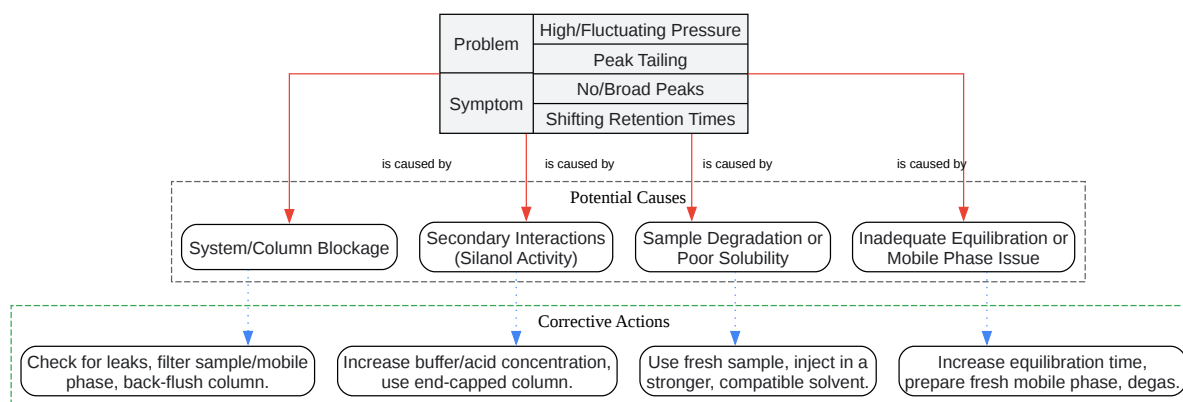 Problem
High/Fluctuating Pressure
Peak Tailing
Symptom
No/Broad Peaks
Shifting Retention Times
is caused by
is caused by
is caused by
is caused by
Potential Causes
System/Column Blockage
Secondary Interactions
(Silanol Activity)
Sample Degradation or
Poor Solubility
Inadequate Equilibration or
Mobile Phase Issue
Corrective Actions
Check for leaks, filter sample/mobile
phase, back-flush column.
Increase buffer/acid concentration,
use end-capped column.
Use fresh sample, inject in a
stronger, compatible solvent.
Increase equilibration time,
prepare fresh mobile phase, degas.